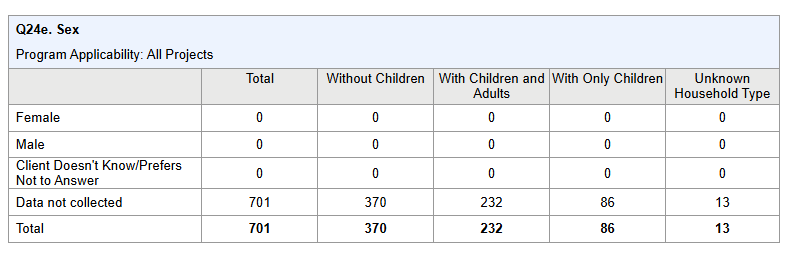 Q24e. Sex
Program Applicability: All Projects
Total Without Children With Children and Adults With Only Children Unknown Household Type
Female 0 0 0 0 0
Male 0 0 0 0 0
Client Doesn't Know/Prefers Not to Answer 0 0 0 0 0
Data not collected 701 370 232 86 13
Total 701 370 232 86 13